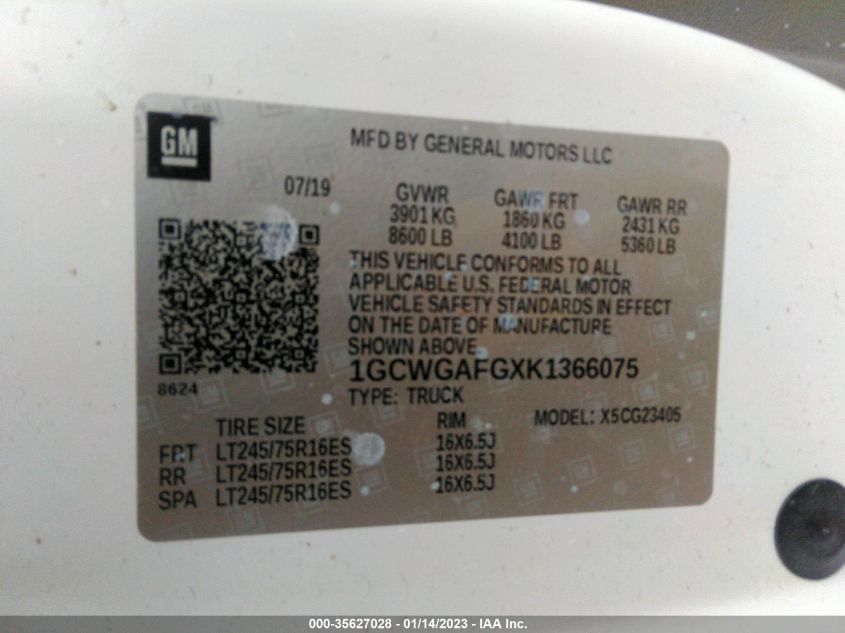 GM
MFD BY GENERAL MOTORS LLC
07/19
GVWR GAWR FRT GAWR RR
3901 KG 1860 KG 2431 KG
8600 LB 4100 LB 5360 LB
THIS VEHICLE CONFORMS TO ALL
APPLICABLE U.S. FEDERAL MOTOR
VEHICLE SAFETY STANDARDS IN EFFECT
ON THE DATE OF MANUFACTURE
SHOWN ABOVE.
8624
1GCWGAFGXK1366075
TYPE: TRUCK
TIRE SIZE RIM MODEL: X5CG23405
FRT LT245/75R16ES 16X6.5J
RR LT245/75R16ES 16X6.5J
SPA LT245/75R16ES 16X6.5J
000-35627028 - 01/14/2023 - IAA Inc.